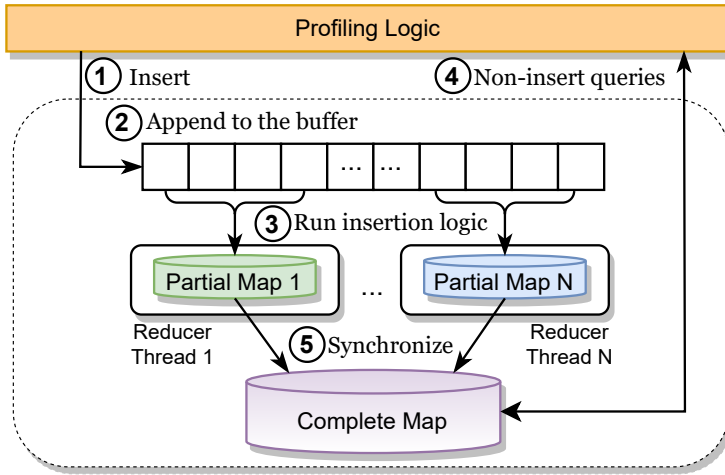 Profiling Logic
1 Insert
4 Non-insert queries
2 Append to the buffer
... ...
3 Run insertion logic
Partial Map 1
...
Partial Map N
Reducer
Thread 1
5 Synchronize
Reducer
Thread N
Complete Map